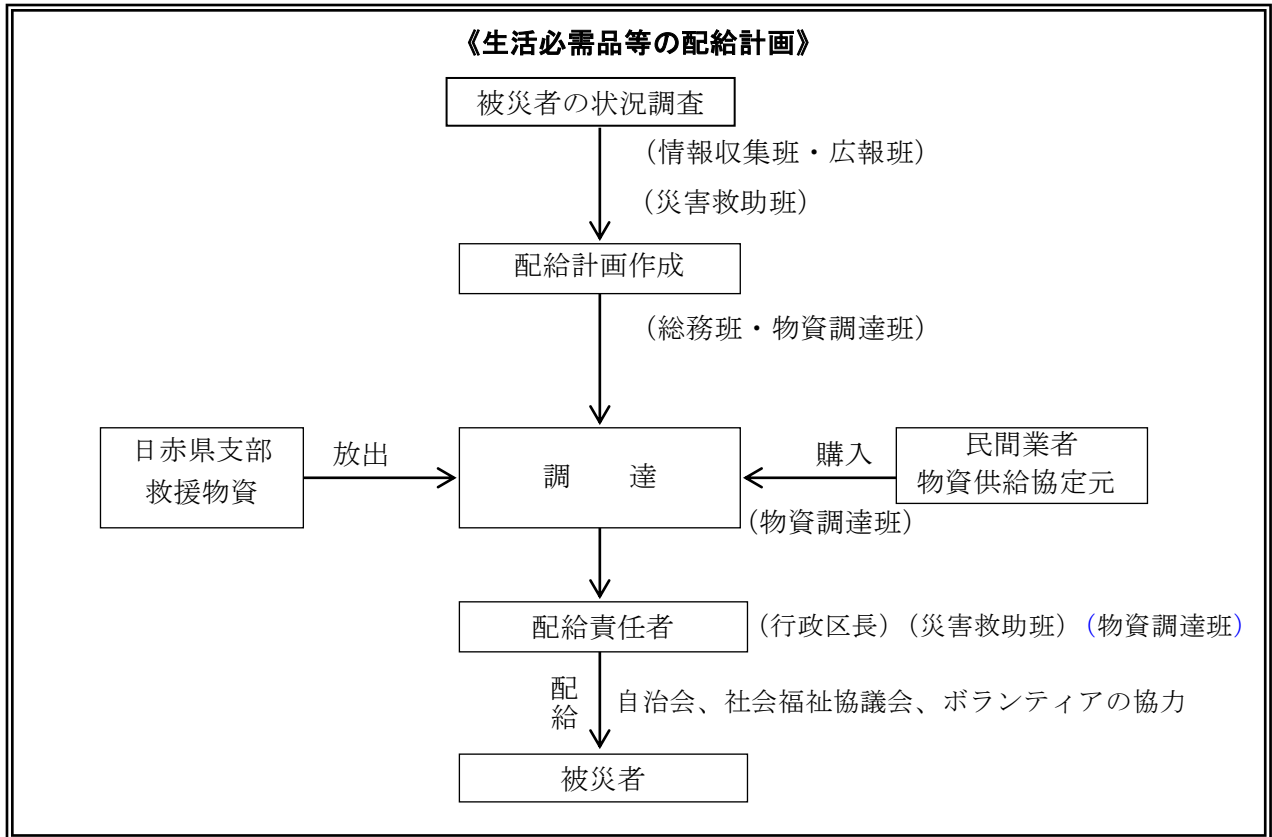 《生活必需品等の配給計画》
被災者の状況調査
(情報収集班・広報班)
(災害救助班)
配給計画作成
(総務班・物資調達班)
日赤県支部
救援物資
放出
調　達
購入
民間業者
物資供給協定元
(物資調達班)
配給責任者
(行政区長)(災害救助班)(物資調達班)
配給
自治会、社会福祉協議会、ボランティアの協力
被災者